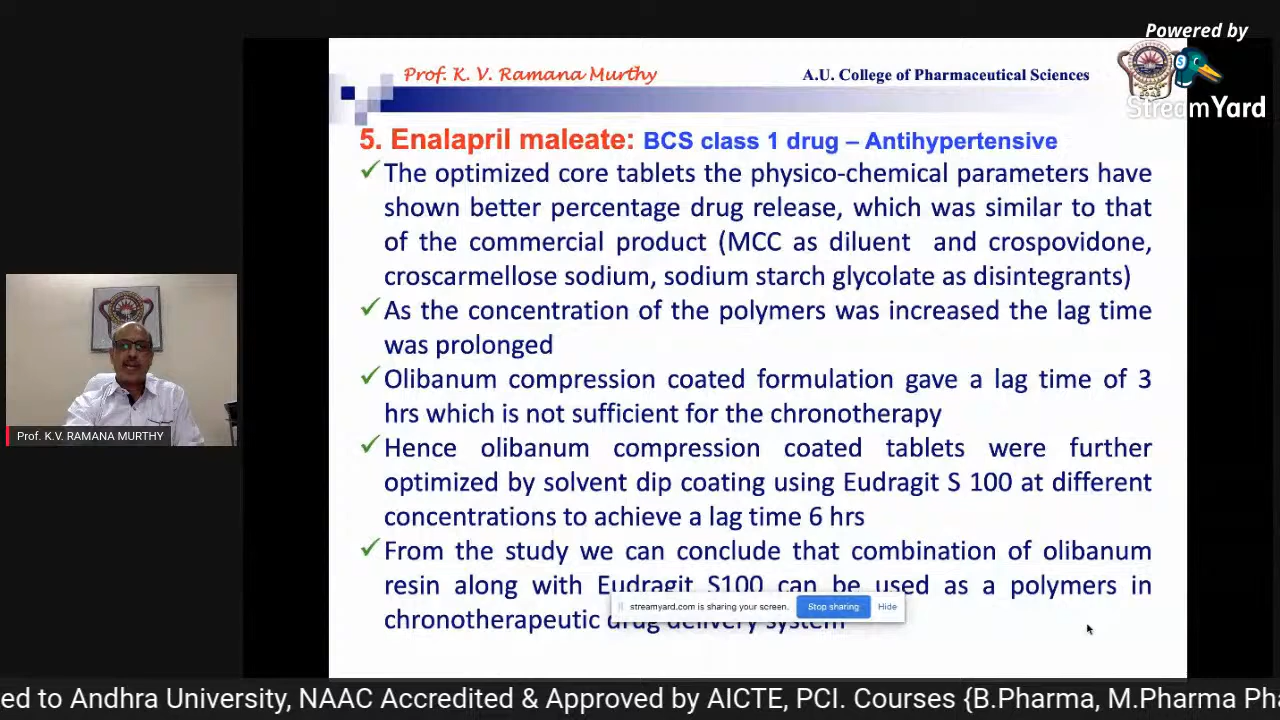 Powered by
StreamYard
Prof. K. V. Ramana Murthy
A.U. College of Pharmaceutical Sciences
5. Enalapril maleate: BCS class 1 drug – Antihypertensive
✓The optimized core tablets the physico-chemical parameters have
shown better percentage drug release, which was similar to that
of the commercial product (MCC as diluent and crospovidone,
croscarmellose sodium, sodium starch glycolate as disintegrants)
✓As the concentration of the polymers was increased the lag time
was prolonged
✓Olibanum compression coated formulation gave a lag time of 3
hrs which is not sufficient for the chronotherapy
✓Hence olibanum compression coated tablets were further
optimized by solvent dip coating using Eudragit S 100 at different
concentrations to achieve a lag time 6 hrs
✓From the study we can conclude that combination of olibanum
resin along with Eudragit S100 can be used as a polymers in
chronotherapeutic drug delivery system
streamyard.com is sharing your screen. Stop sharing Hide
Prof. K.V. RAMANA MURTHY
ed to Andhra University, NAAC Accredited & Approved by AICTE, PCI. Courses {B.Pharma, M.Pharma Pha